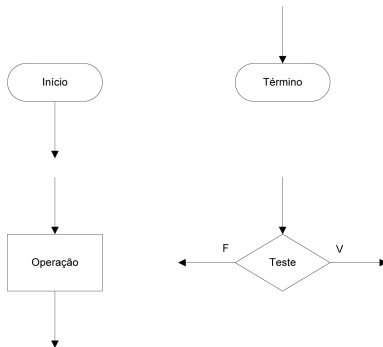 Início
Término
Operação
F
Teste
V